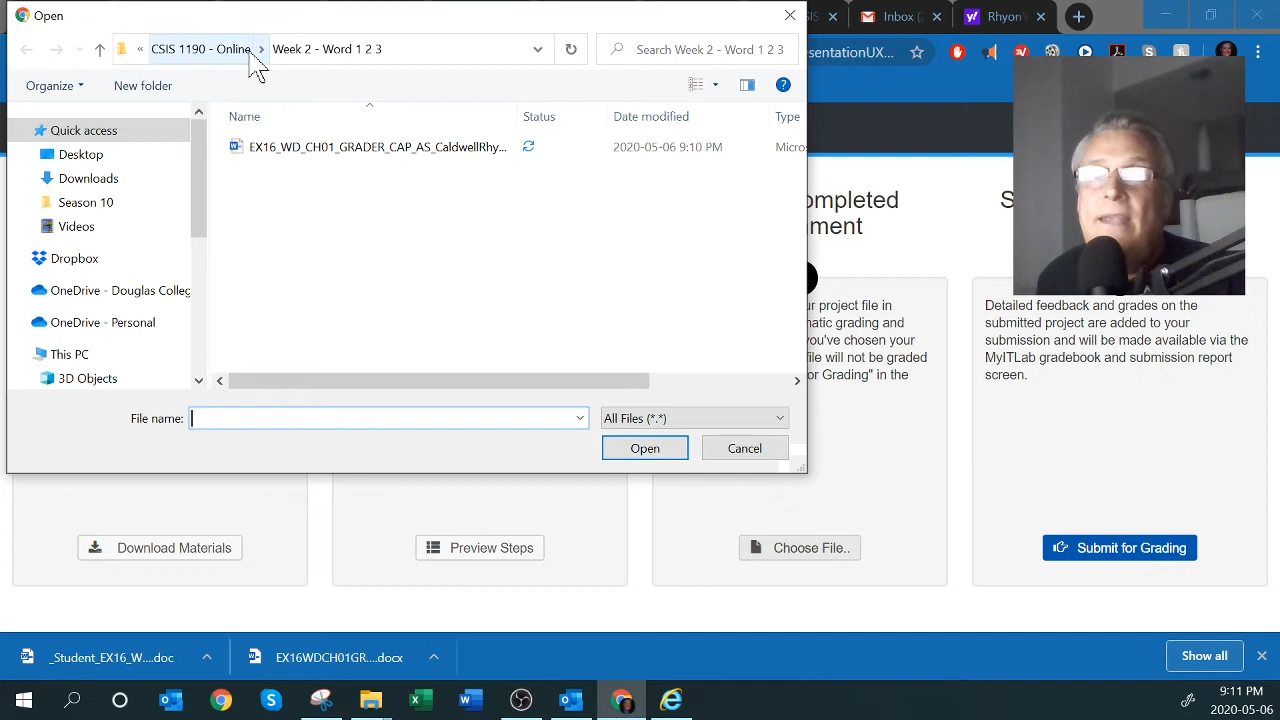 Open
SIS
Inbox (
Rhyon's
« CSIS 1190 - Online > Week 2 - Word 1 2 3
Search Week 2 - Word 1 2 3
sentationUX...
Organize
New folder
Name
Status
Date modified
Type
Quick access
EX16_WD_CH01_GRADER_CAP_AS_CaldwellRhy...
2020-05-06 9:10 PM
Micros
Desktop
Downloads
Season 10
Videos
Dropbox
OneDrive - Douglas Colleg
OneDrive - Personal
This PC
3D Objects
File name:
All Files (*.*)
Open
Cancel
ompleted
ment
S
ur project file in
matic grading and
you've chosen your
file will not be graded
or Grading" in the
Detailed feedback and grades on the
submitted project are added to your
submission and will be made available via the
MyITLab gradebook and submission report
screen.
Download Materials
Preview Steps
Choose File..
Submit for Grading
_Student_EX16_W....doc
EX16WDCH01GR....docx
Show all
9:11 PM
2020-05-06